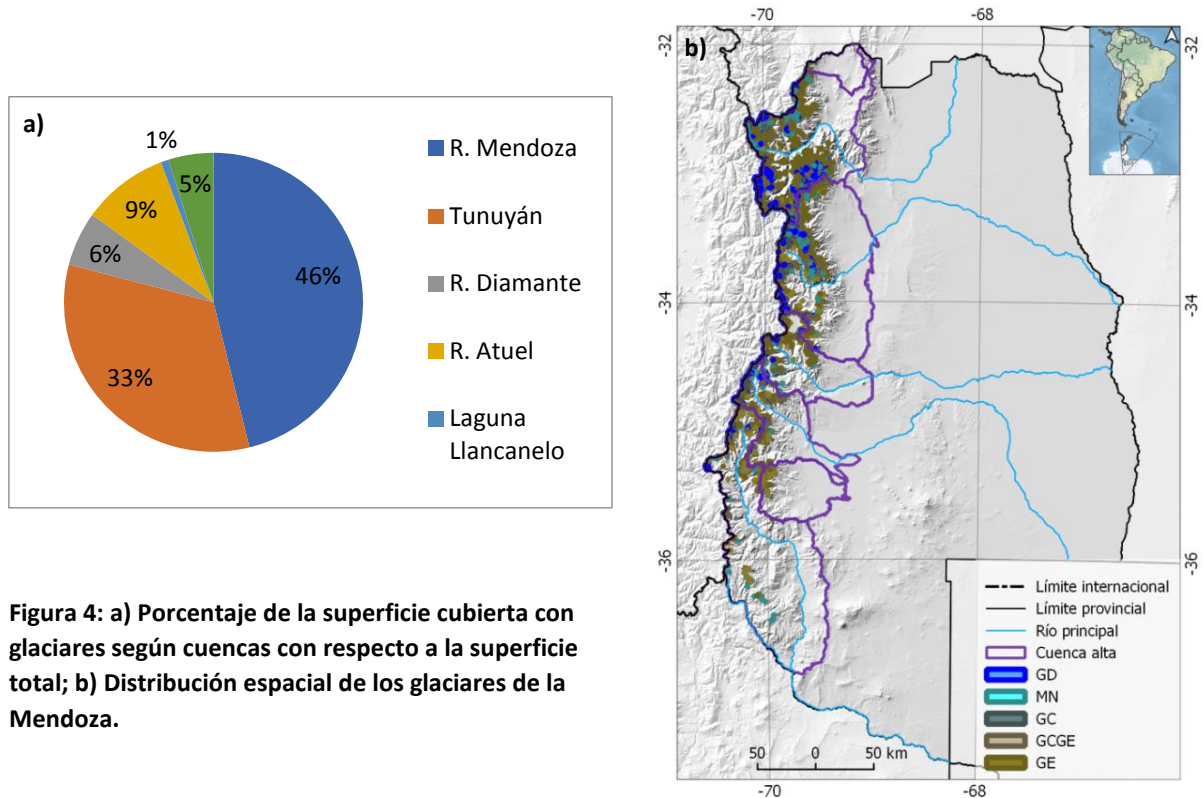 a)
1%
5%
9%
6%
46%
33%
R. Mendoza
Tunuyán
R. Diamante
R. Atuel
Laguna
Llancanelo
Figura 4: a) Porcentaje de la superficie cubierta con
glaciares según cuencas con respecto a la superficie
total; b) Distribución espacial de los glaciares de la
Mendoza.
-70
-68
b)
-32
-32
-34
-34
-36
-36
Límite internacional
Límite provincial
Río principal
Cuenca alta
GD
MN
GC
GCGE
GE
50 0 50 km
-70
-68